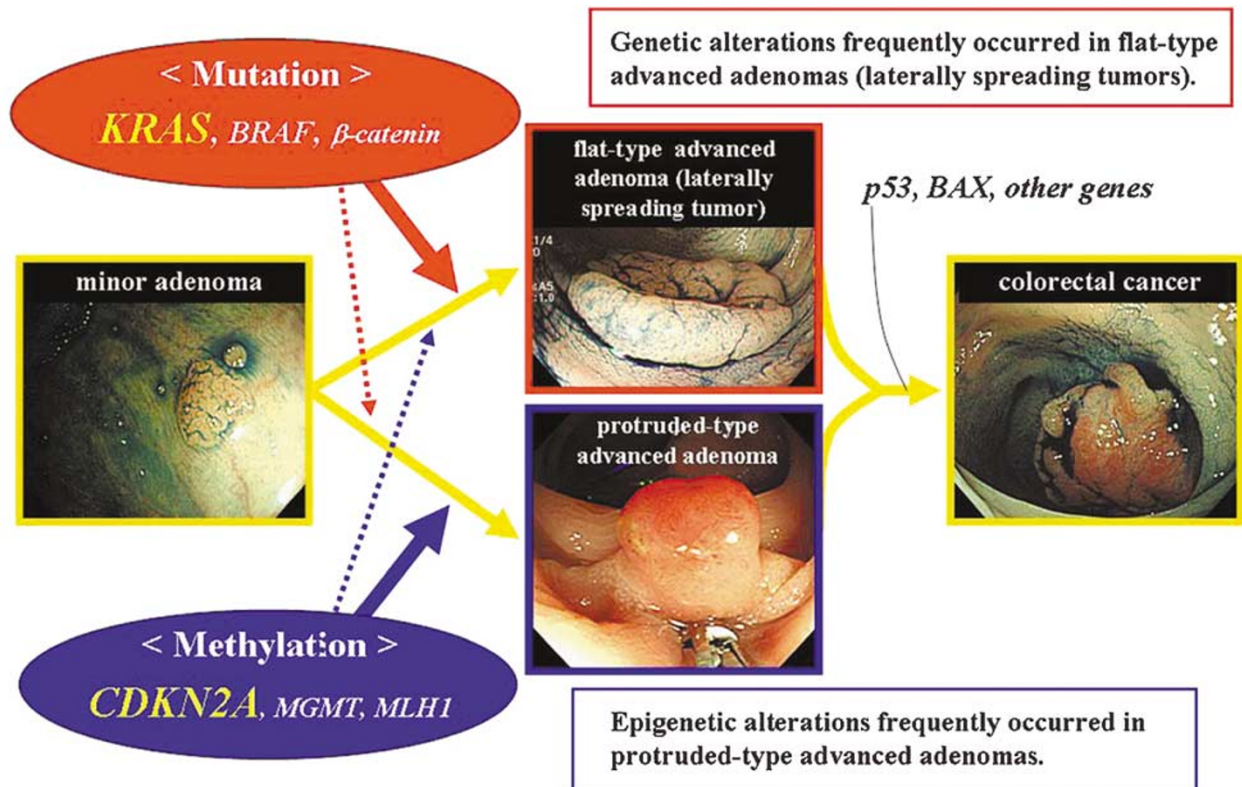 Genetic alterations frequently occurred in flat-type
advanced adenomas (laterally spreading tumors).
< Mutation >
KRAS, BRAF, β-catenin
flat-type advanced
adenoma (laterally
spreading tumor)
p53, BAX, other genes
minor adenoma
colorectal cancer
protruded-type
advanced adenoma
< Methylation >
CDKN2A, MGMT, MLH1
Epigenetic alterations frequently occurred in
protruded-type advanced adenomas.